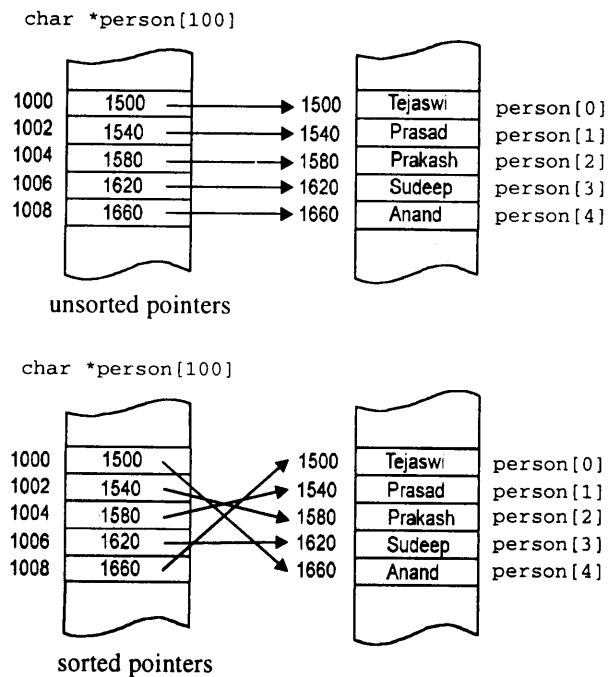 char *person[100]
1000 1500 1500 Tejaswi person[0]
1002 1540 1540 Prasad person[1]
1004 1580 1580 Prakash person[2]
1006 1620 1620 Sudeep person[3]
1008 1660 1660 Anand person[4]
unsorted pointers
char *person[100]
1000 1500 1500 Tejaswi person[0]
1002 1540 1540 Prasad person[1]
1004 1580 1580 Prakash person[2]
1006 1620 1620 Sudeep person[3]
1008 1660 1660 Anand person[4]
sorted pointers